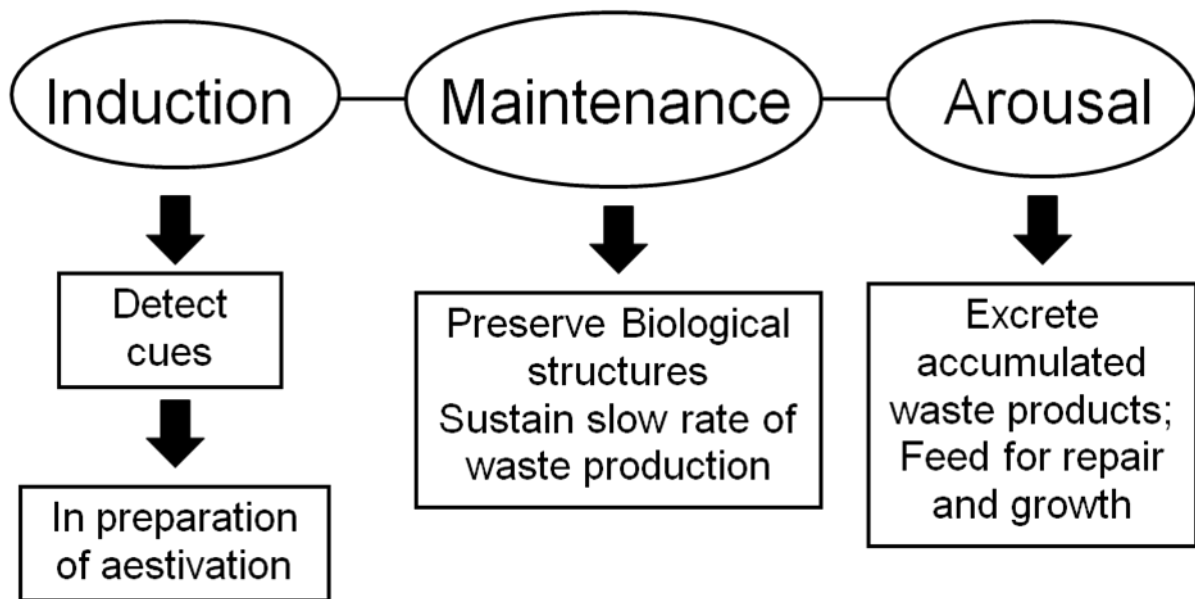 Induction
Maintenance
Arousal
Detect
cues
In preparation
of aestivation
Preserve Biological
structures
Sustain slow rate of
waste production
Excrete
accumulated
waste products;
Feed for repair
and growth